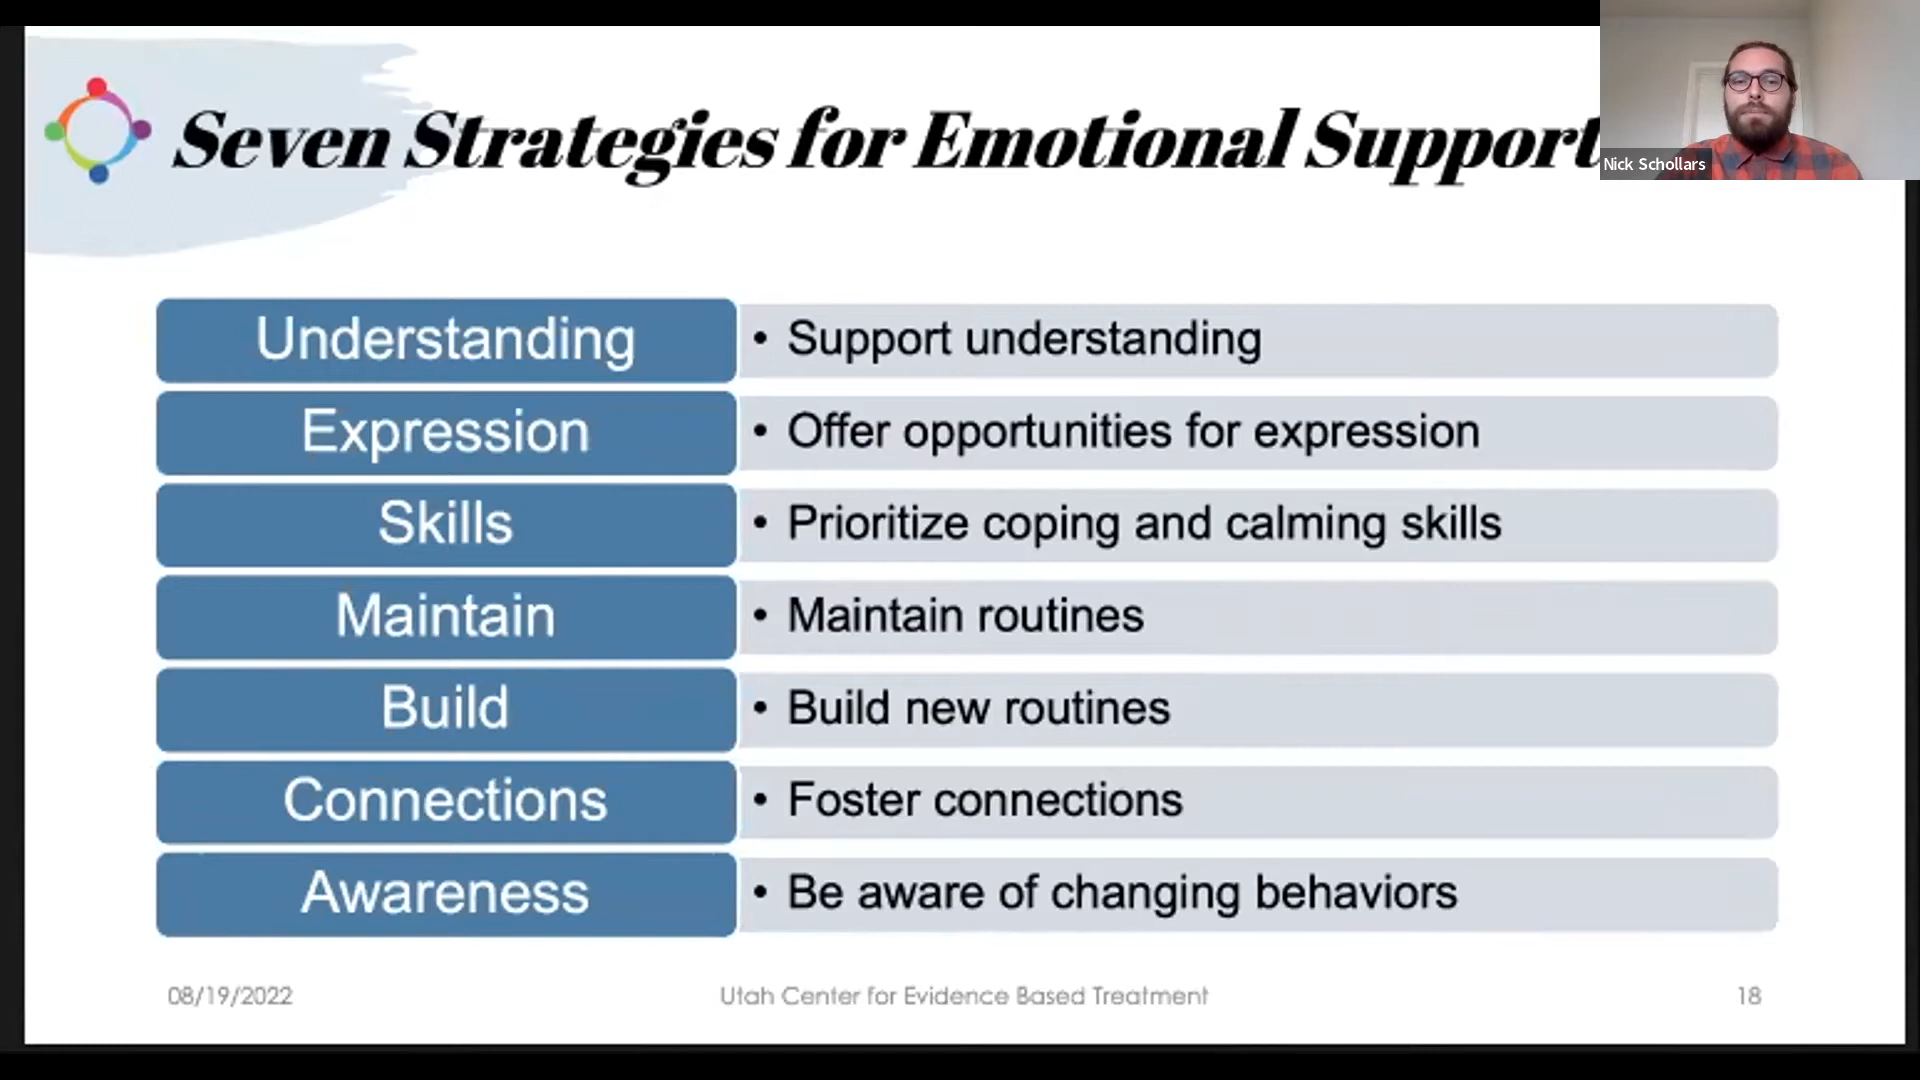 Seven Strategies for Emotional Support
Nick Schollars
Understanding
• Support understanding
Expression
• Offer opportunities for expression
Skills
• Prioritize coping and calming skills
Maintain
• Maintain routines
Build
• Build new routines
Connections
• Foster connections
Awareness
• Be aware of changing behaviors
08/19/2022
Utah Center for Evidence Based Treatment
18